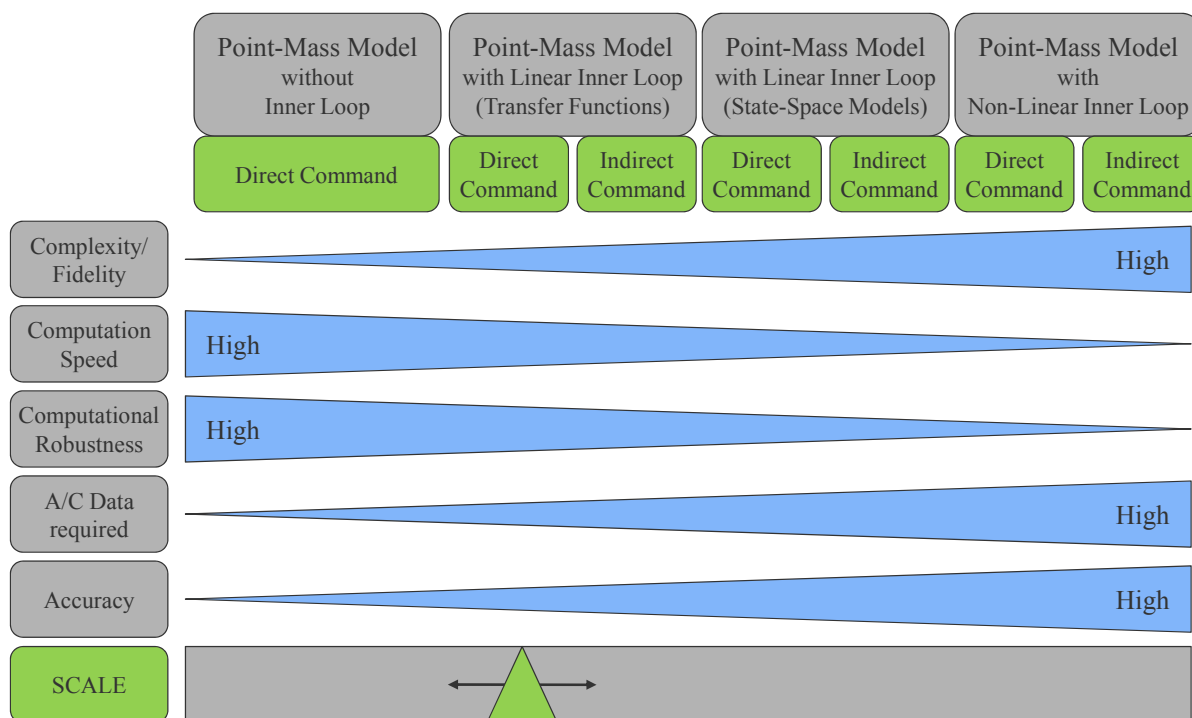 Point-Mass Model
without
Inner Loop
Point-Mass Model
with Linear Inner Loop
(Transfer Functions)
Point-Mass Model
with Linear Inner Loop
(State-Space Models)
Point-Mass Model
with
Non-Linear Inner Loop
Direct Command
Direct
Command
Indirect
Command
Direct
Command
Indirect
Command
Direct
Command
Indirect
Command
Complexity/
Fidelity
High
Computation
Speed
High
Computational
Robustness
High
A/C Data
required
High
Accuracy
High
SCALE